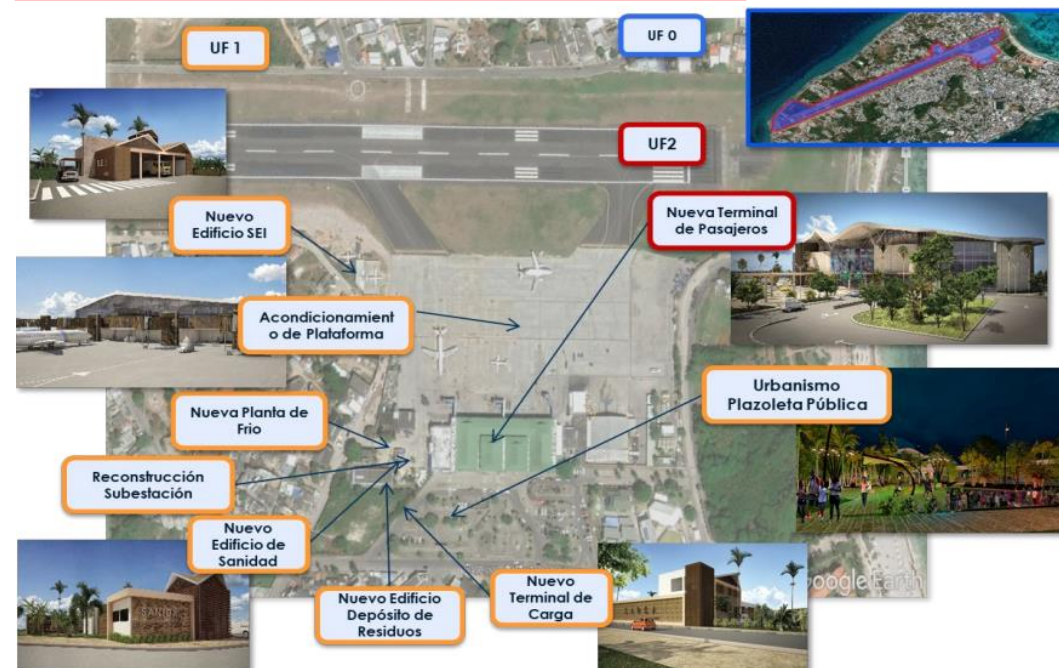 UF 1
UF 0
UF2
Nuevo
Edificio SEI
Nueva Terminal
de Pasajeros
Acondicionamient
o de Plataforma
Urbanismo
Plazoleta Pública
Nueva Planta de
Frio
Reconstrucción
Subestación
Nuevo
Edificio de
Sanidad
Nuevo Edificio
Depósito de
Residuos
Nuevo
Terminal de
Carga
SANIDAD
CARGA
Google Earth